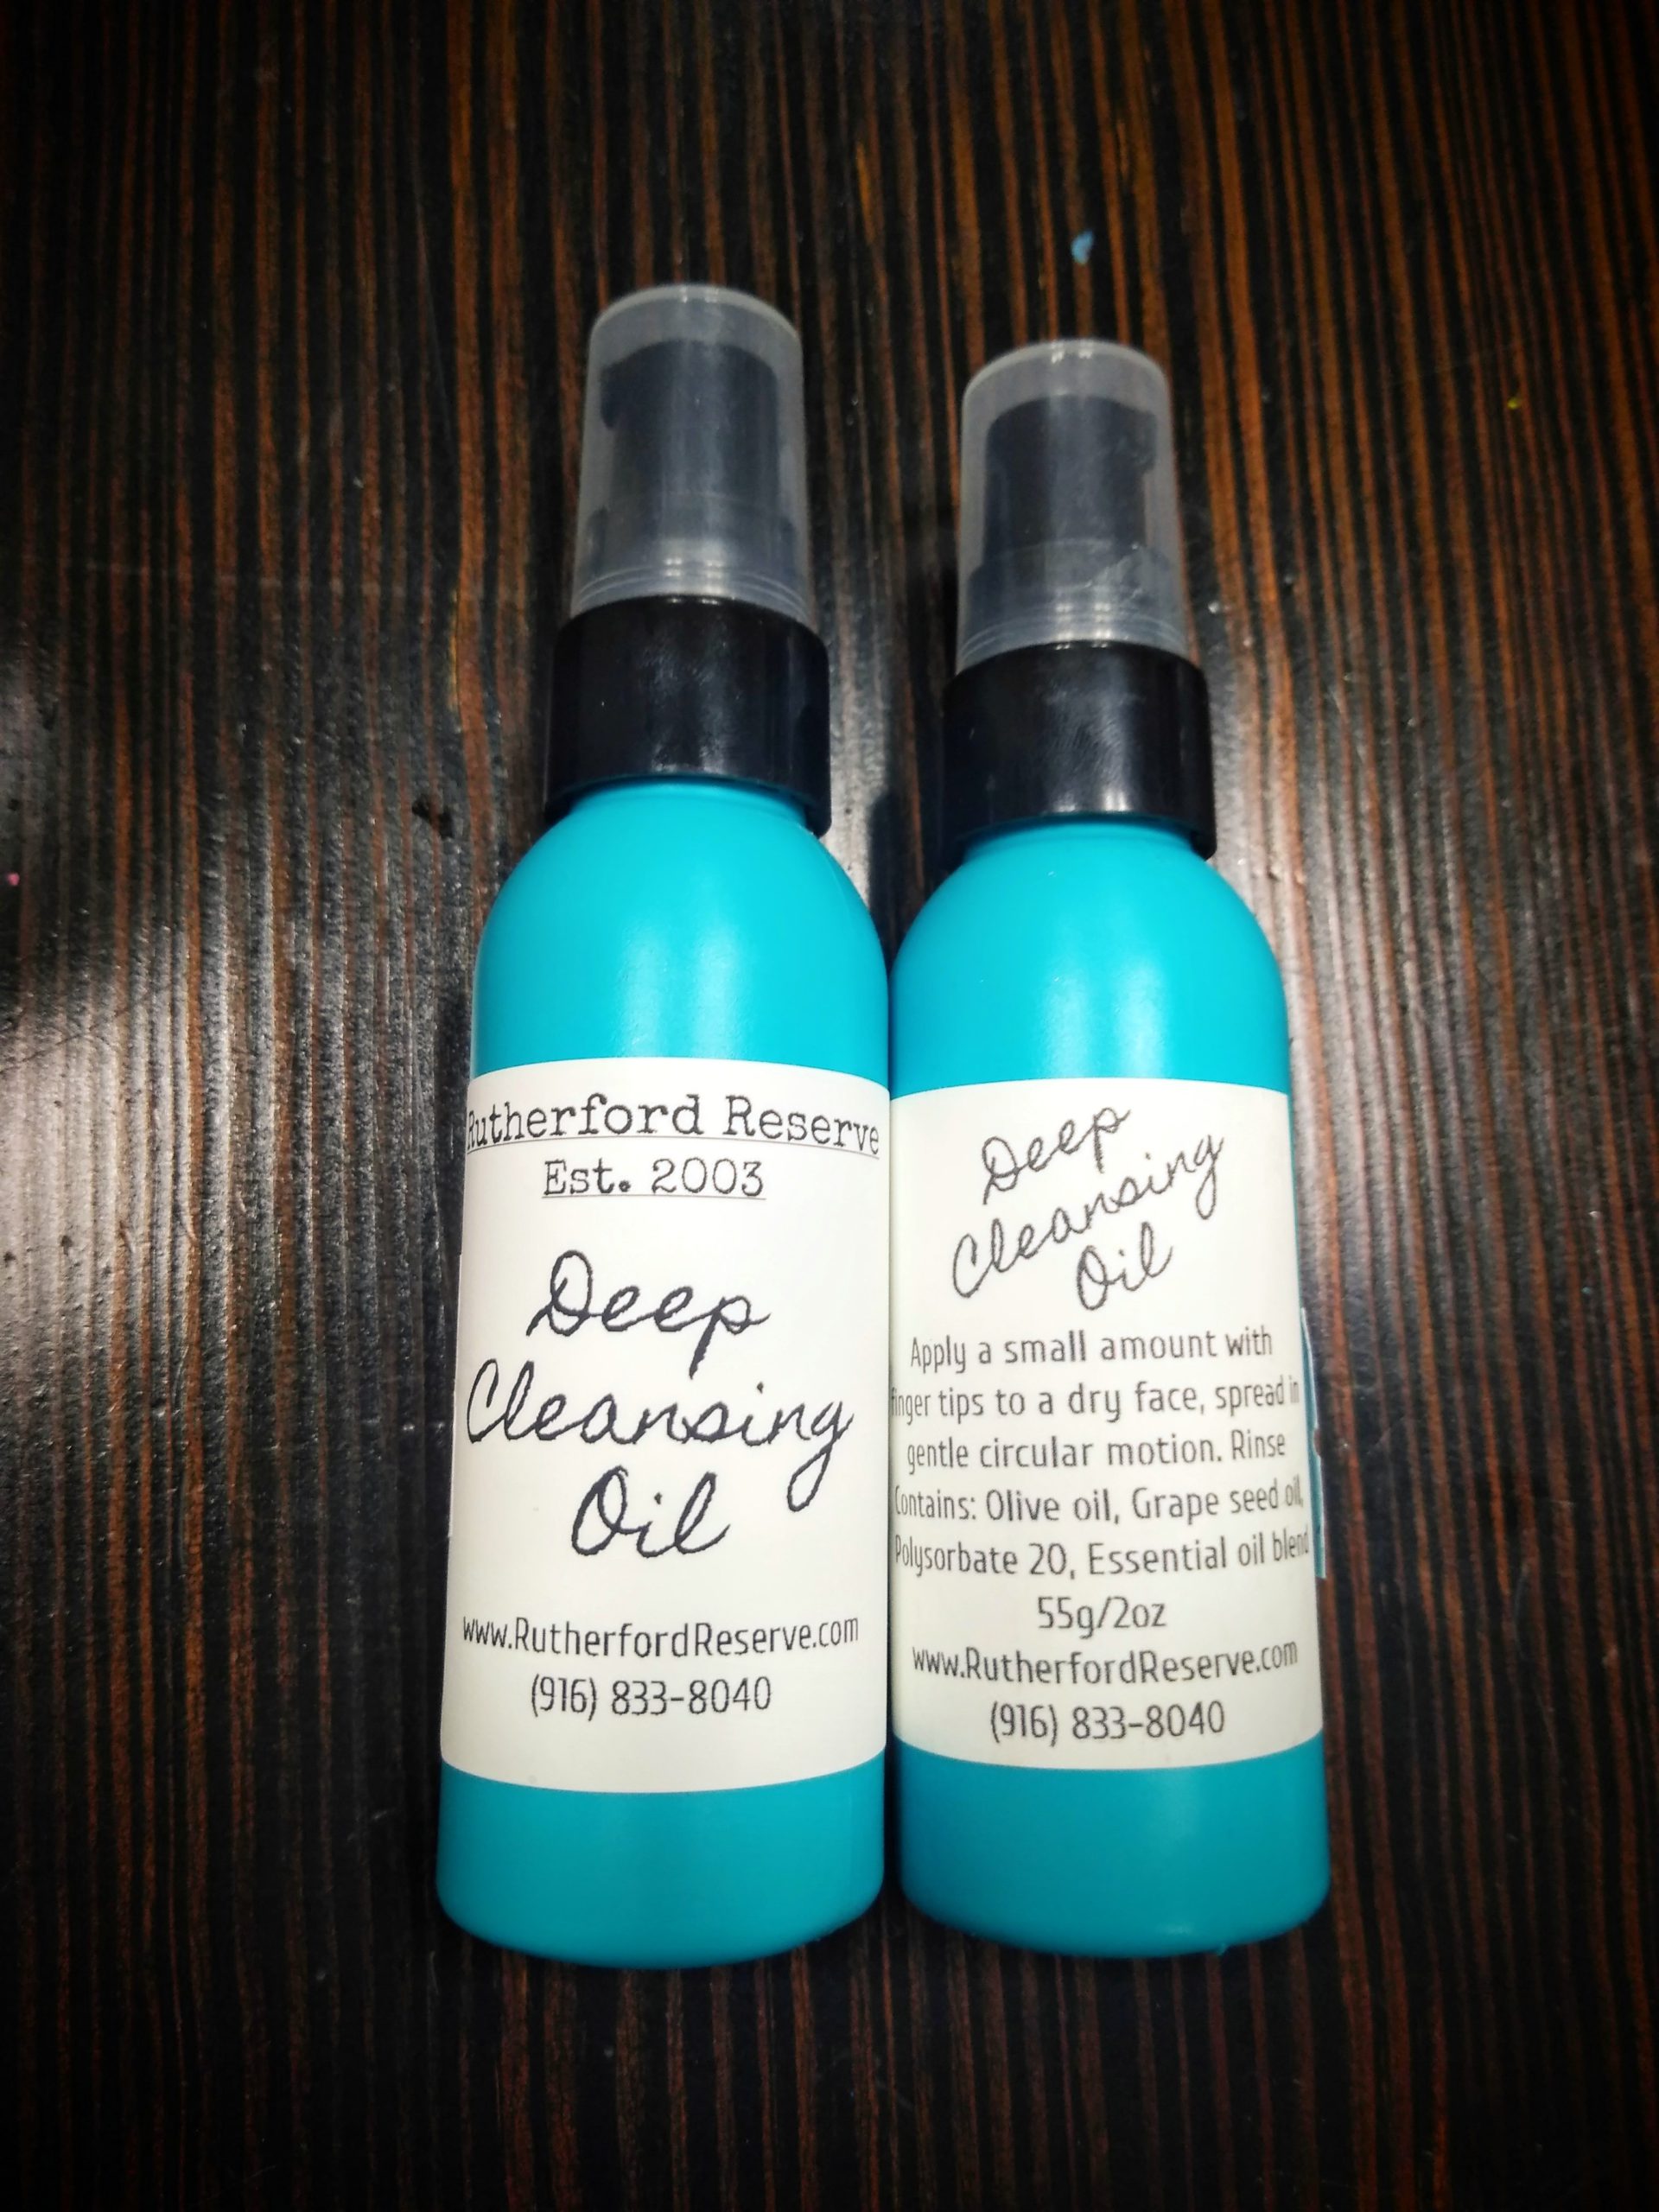 Rutherford Reserve
Est. 2003
Deep
Cleansing
Oil
www.RutherfordReserve.com
(916) 833-8040
Deep
Cleansing
Oil
Apply a small amount with
finger tips to a dry face, spread in
gentle circular motion. Rinse
Contains: Olive oil, Grape seed oil,
Polysorbate 20, Essential oil blend
55g/2oz
www.RutherfordReserve.com
(916) 833-8040